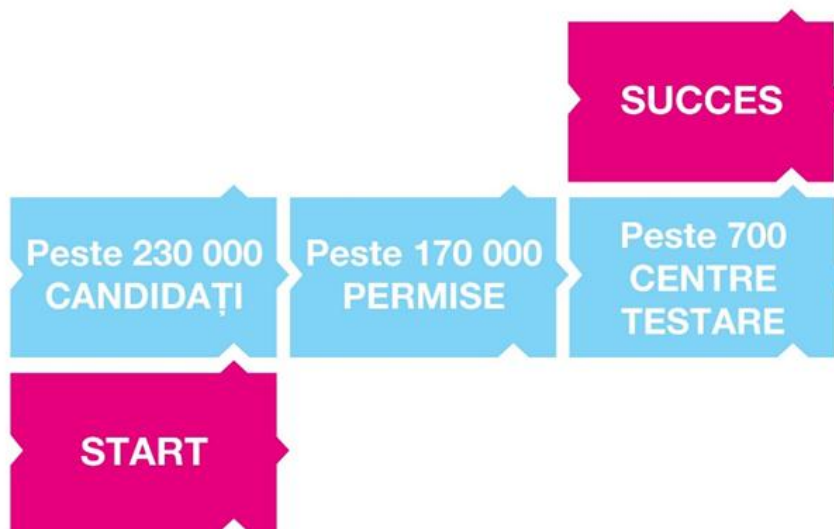 SUCCES
Peste 230 000
CANDIDAȚI
Peste 170 000
PERMISE
Peste 700
CENTRE
TESTARE
START